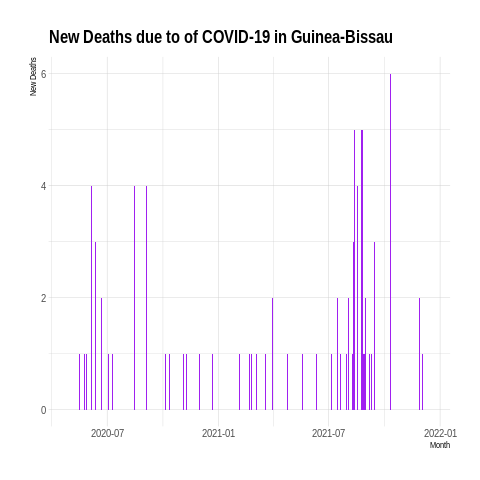 New Deaths due to of COVID-19 in Guinea-Bissau
New Deaths
6
4
2
0
2020-07 2021-01 2021-07 2022-01
Month